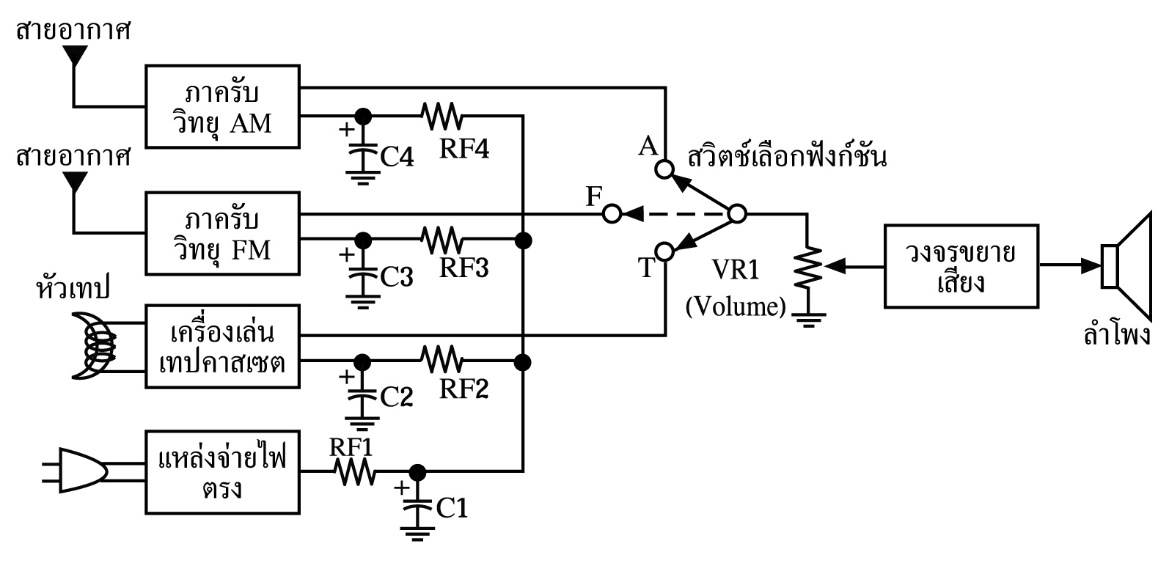 สายอากาศ
ภาครับ
วิทยุ AM
+
C4
RF4
A
สวิตช์เลือกฟังก์ชัน
สายอากาศ
ภาครับ
วิทยุ FM
+
C3
RF3
F
T
VR1
(Volume)
วงจรขยาย
เสียง
ลำโพง
หัวเทป
เครื่องเล่น
เทปคาสเซต
+
C2
RF2
แหล่งจ่ายไฟ
ตรง
RF1
+
C1